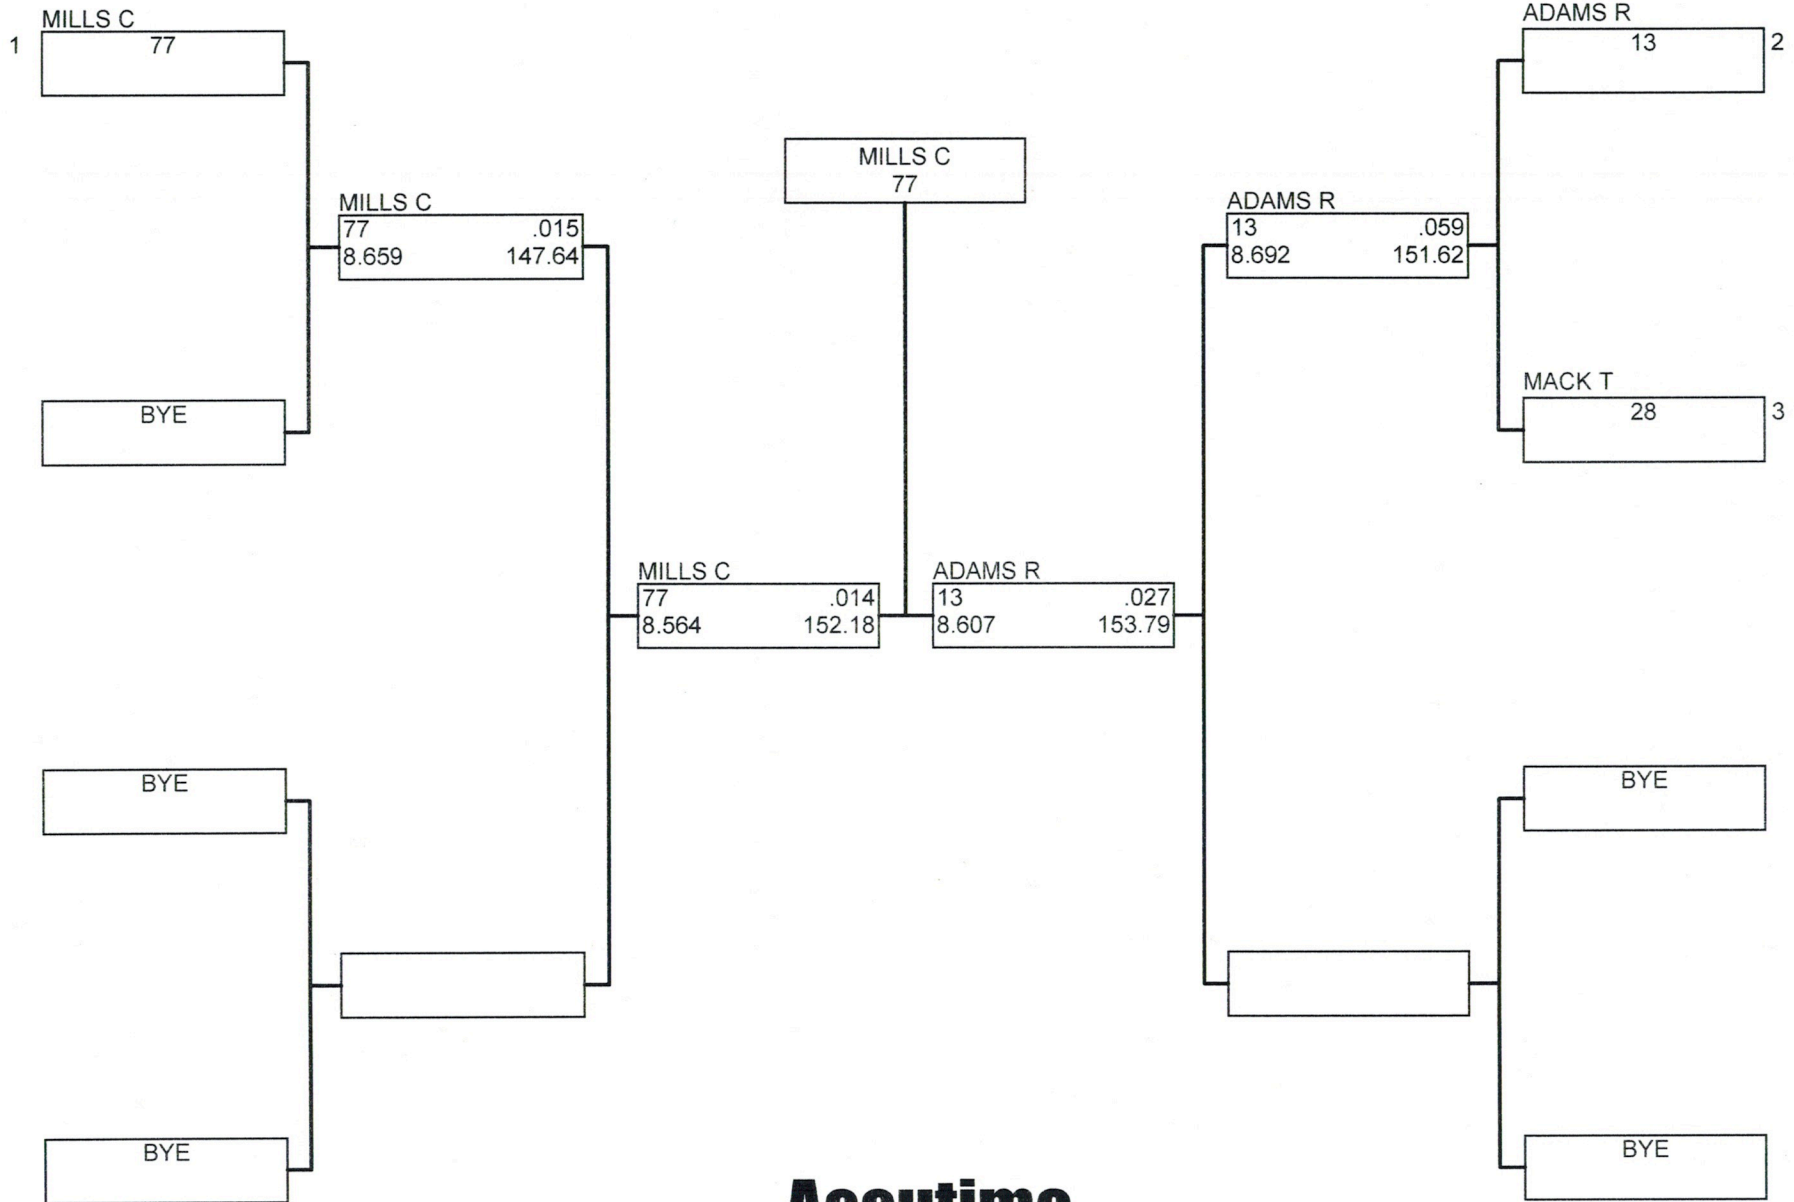 MILLS C
1 77
BYE
BYE
BYE
MILLS C
77 .015
8.659 147.64
MILLS C
77 .014
8.564 152.18
MILLS C
77
ADAMS R
13 .027
8.607 153.79
ADAMS R
13 .059
8.692 151.62
ADAMS R
13 2
MACK T
28 3
BYE
BYE
Accutime